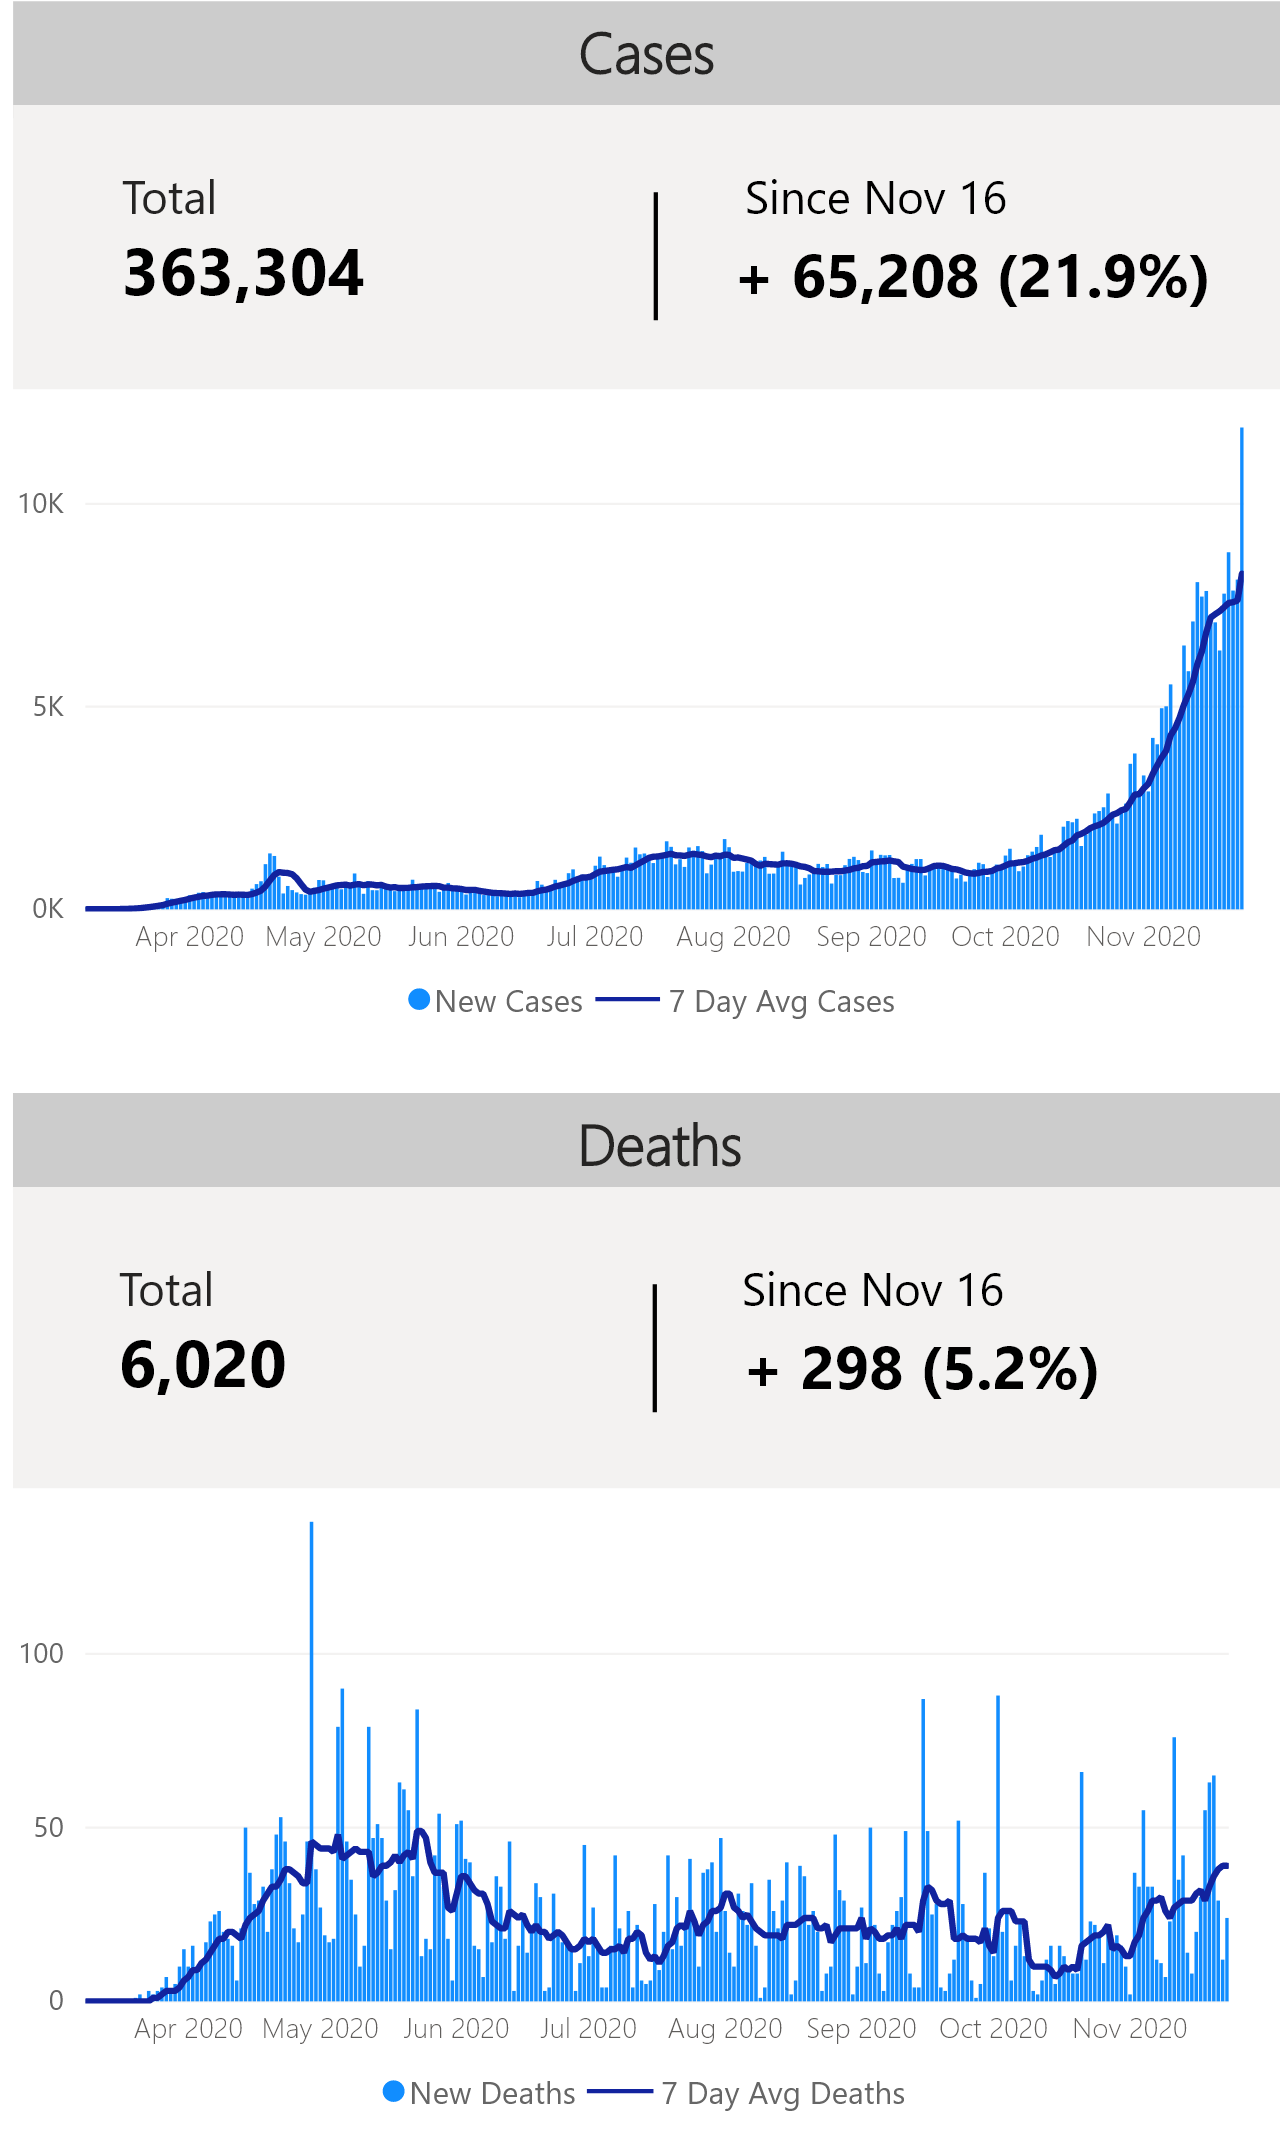 Cases
Total
363,304
Since Nov 16
+ 65,208 (21.9%)
10K
5K
0K
Apr 2020 May 2020 Jun 2020 Jul 2020 Aug 2020 Sep 2020 Oct 2020 Nov 2020
New Cases 7 Day Avg Cases
Deaths
Total
6,020
Since Nov 16
+ 298 (5.2%)
100
50
0
Apr 2020 May 2020 Jun 2020 Jul 2020 Aug 2020 Sep 2020 Oct 2020 Nov 2020
New Deaths 7 Day Avg Deaths